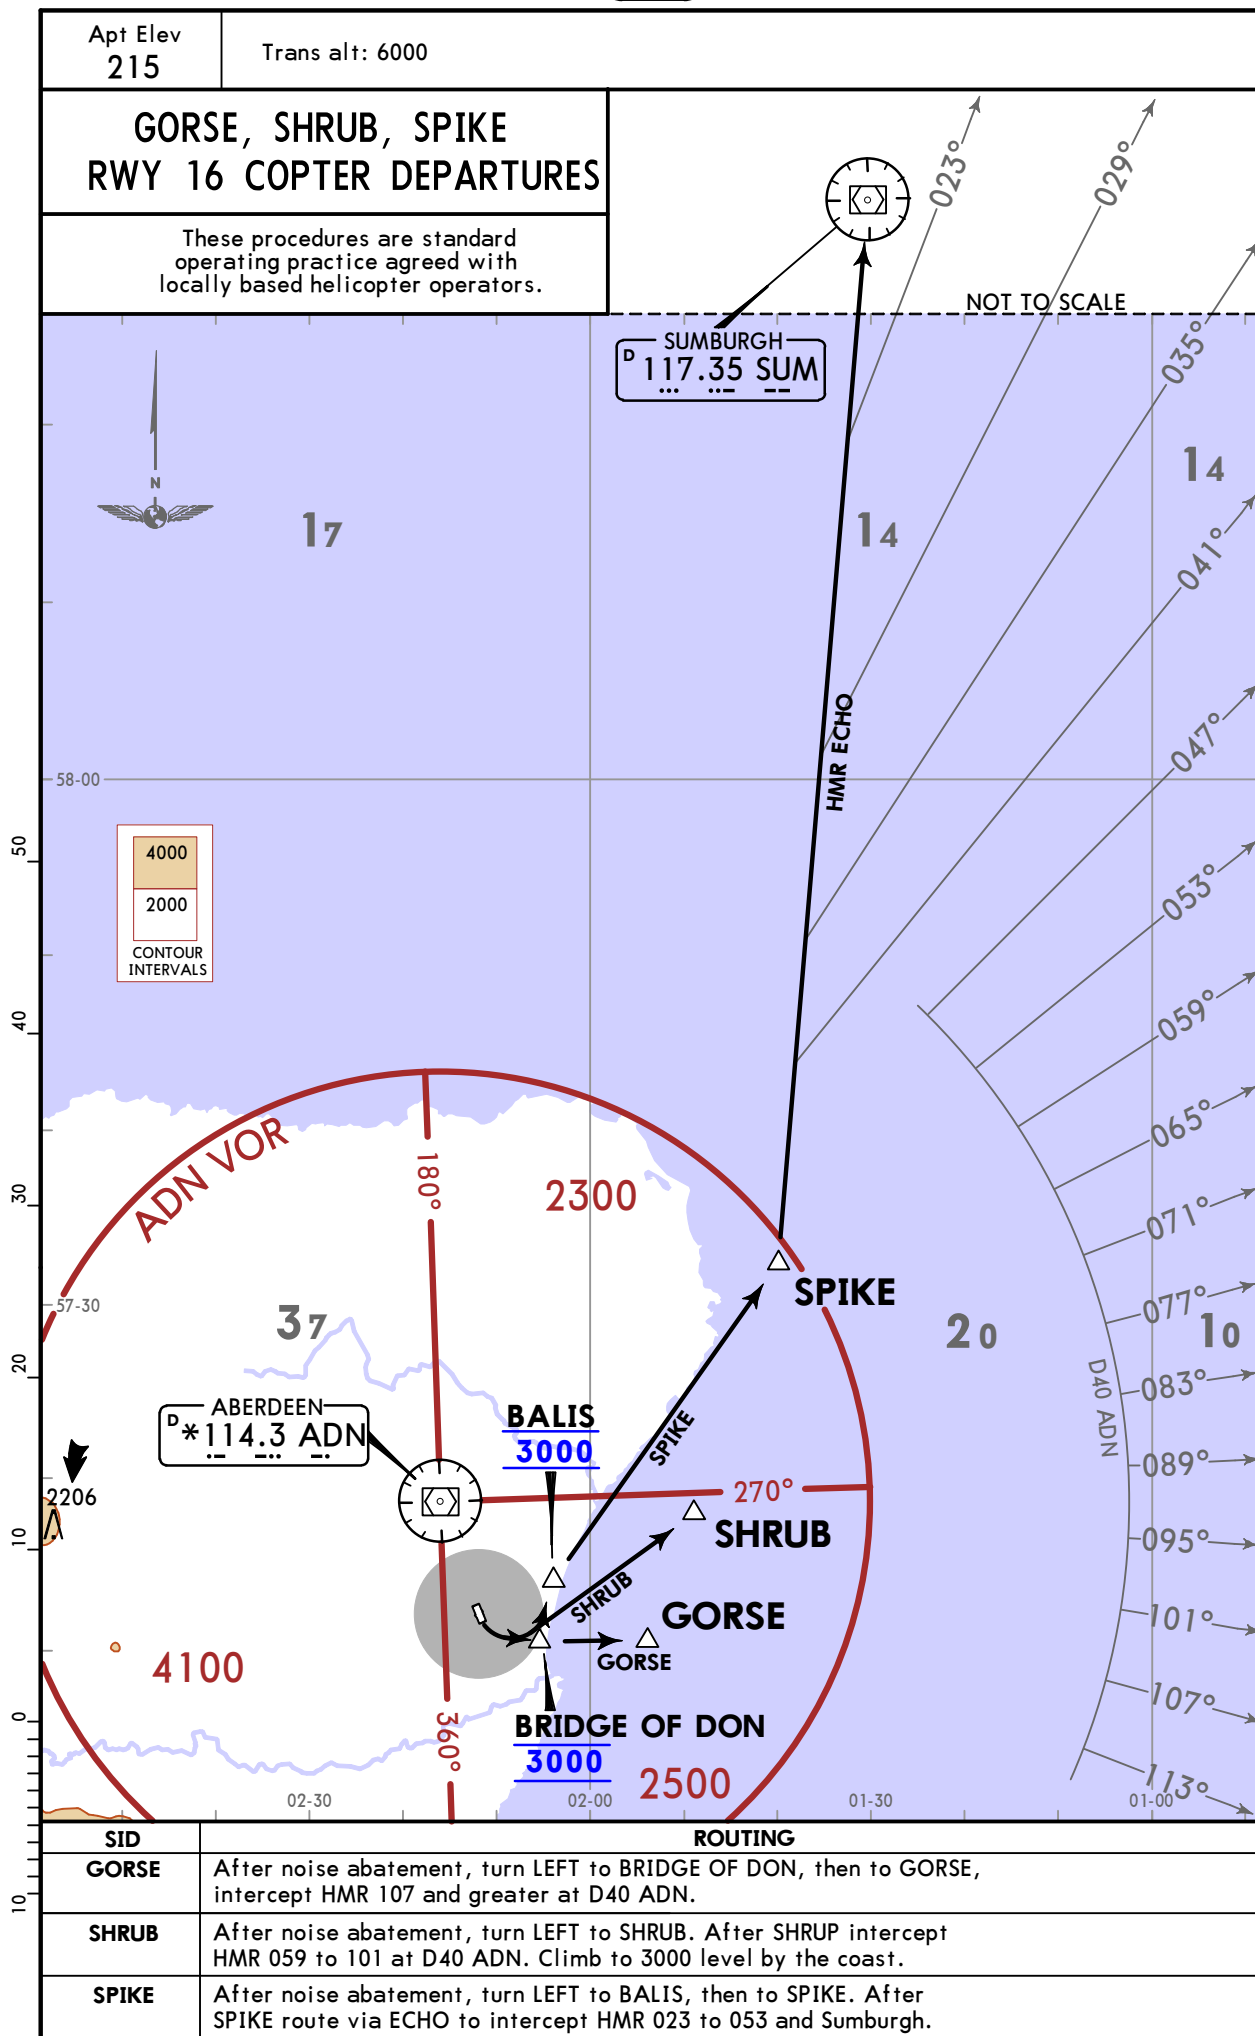 Apt Elev
215
Trans alt: 6000
GORSE, SHRUB, SPIKE
RWY 16 COPTER DEPARTURES
These procedures are standard
operating practice agreed with
locally based helicopter operators.
023°
029°
NOT TO SCALE
SUMBURGH
D 117.35 SUM
035°
N
17
14
14
041°
HMR ECHO
047°
58-00
50
4000
2000
CONTOUR
INTERVALS
053°
40
059°
ADN VOR
065°
180°
2300
30
071°
SPIKE
57-30
37
20
077°
10
20
D40 ADN
083°
ABERDEEN
D *114.3 ADN
BALIS
3000
SPIKE
089°
2206
270°
SHRUB
095°
10
SHRUB
GORSE
101°
GORSE
4100
107°
0
360°
BRIDGE OF DON
3000
2500
113°
02-30
02-00
01-30
01-00
SID
ROUTING
GORSE
After noise abatement, turn LEFT to BRIDGE OF DON, then to GORSE,
intercept HMR 107 and greater at D40 ADN.
10
SHRUB
After noise abatement, turn LEFT to SHRUB. After SHRUP intercept
HMR 059 to 101 at D40 ADN. Climb to 3000 level by the coast.
SPIKE
After noise abatement, turn LEFT to BALIS, then to SPIKE. After
SPIKE route via ECHO to intercept HMR 023 to 053 and Sumburgh.